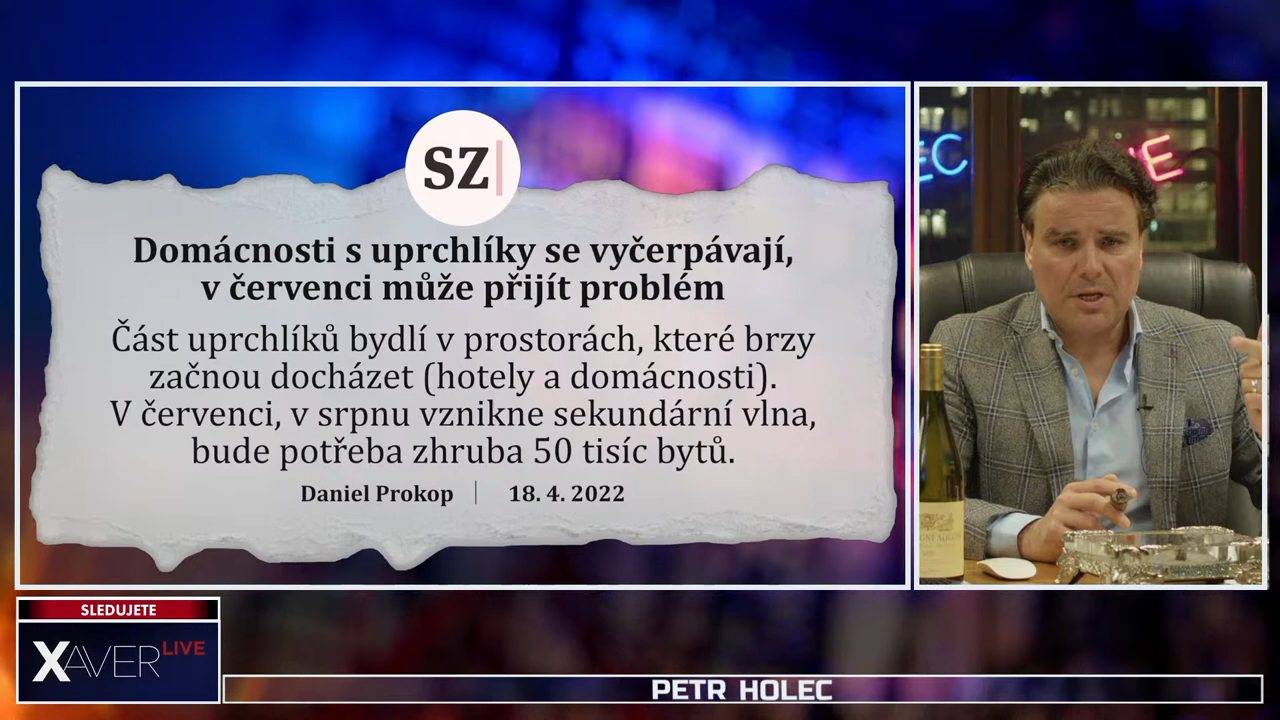 SZ
Domácnosti s uprchlíky se vyčerpávají,
v červenci může přijít problém
Část uprchlíků bydlí v prostorách, které brzy
začnou docházet (hotely a domácnosti).
V červenci, v srpnu vznikne sekundární vlna,
bude potřeba zhruba 50 tisíc bytů.
Daniel Prokop | 18. 4. 2022
EC
E
SLEDUJETE
XAVER LIVE
PETR HOLEC